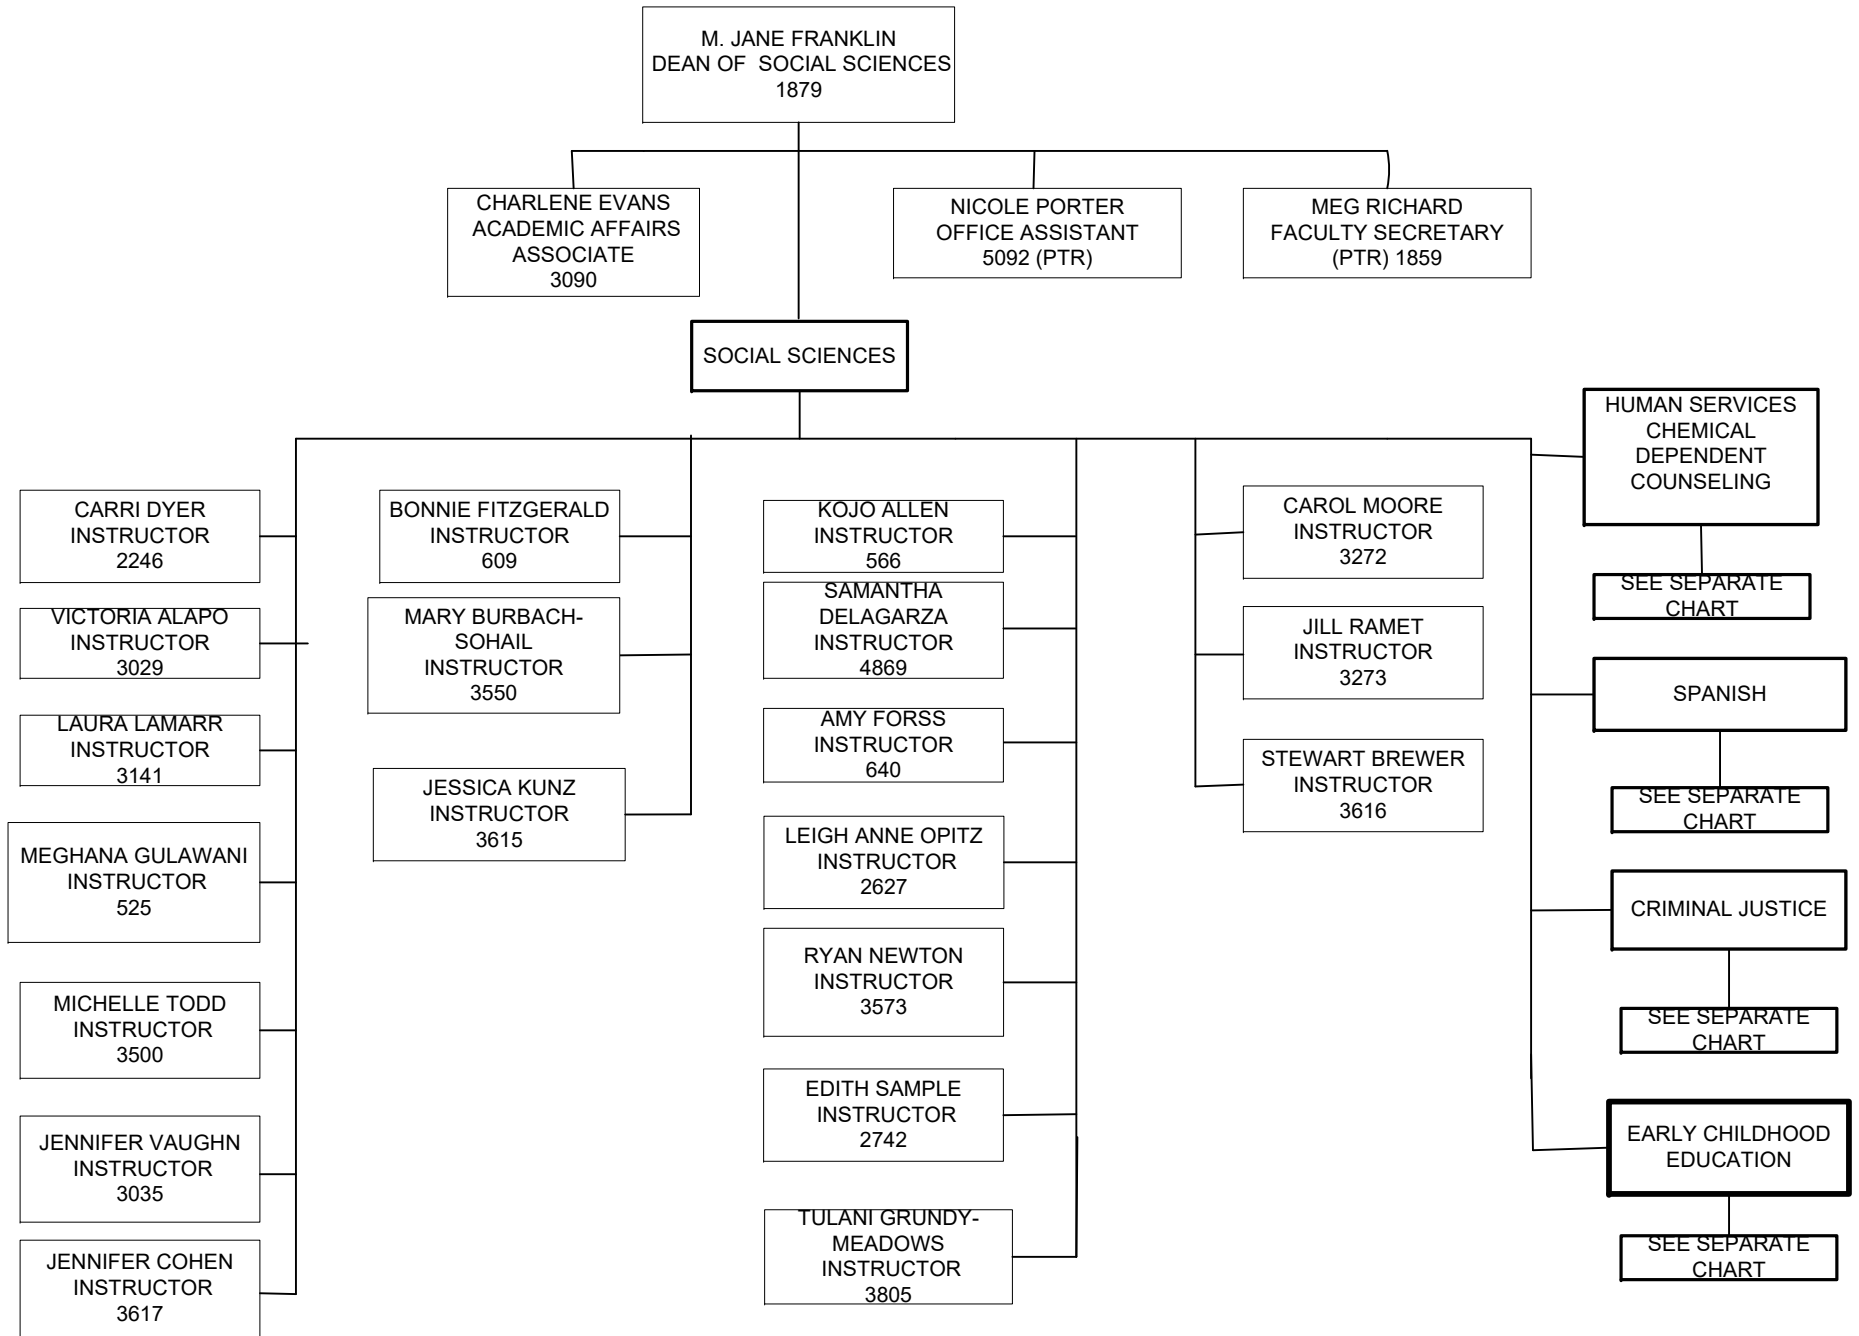 M. JANE FRANKLIN
DEAN OF SOCIAL SCIENCES
1879
CHARLENE EVANS
ACADEMIC AFFAIRS
ASSOCIATE
3090
NICOLE PORTER
OFFICE ASSISTANT
5092 (PTR)
MEG RICHARD
FACULTY SECRETARY
(PTR) 1859
SOCIAL SCIENCES
CARRI DYER
INSTRUCTOR
2246
VICTORIA ALAPO
INSTRUCTOR
3029
LAURA LAMARR
INSTRUCTOR
3141
MEGHANA GULAWANI
INSTRUCTOR
525
MICHELLE TODD
INSTRUCTOR
3500
JENNIFER VAUGHN
INSTRUCTOR
3035
JENNIFER COHEN
INSTRUCTOR
3617
BONNIE FITZGERALD
INSTRUCTOR
609
MARY BURBACH-
SOHAIL
INSTRUCTOR
3550
JESSICA KUNZ
INSTRUCTOR
3615
KOJO ALLEN
INSTRUCTOR
566
SAMANTHA
DELAGARZA
INSTRUCTOR
4869
AMY FORSS
INSTRUCTOR
640
LEIGH ANNE OPITZ
INSTRUCTOR
2627
RYAN NEWTON
INSTRUCTOR
3573
EDITH SAMPLE
INSTRUCTOR
2742
TULANI GRUNDY-
MEADOWS
INSTRUCTOR
3805
CAROL MOORE
INSTRUCTOR
3272
JILL RAMET
INSTRUCTOR
3273
STEWART BREWER
INSTRUCTOR
3616
HUMAN SERVICES
CHEMICAL
DEPENDENT
COUNSELING
SEE SEPARATE
CHART
SPANISH
SEE SEPARATE
CHART
CRIMINAL JUSTICE
SEE SEPARATE
CHART
EARLY CHILDHOOD
EDUCATION
SEE SEPARATE
CHART